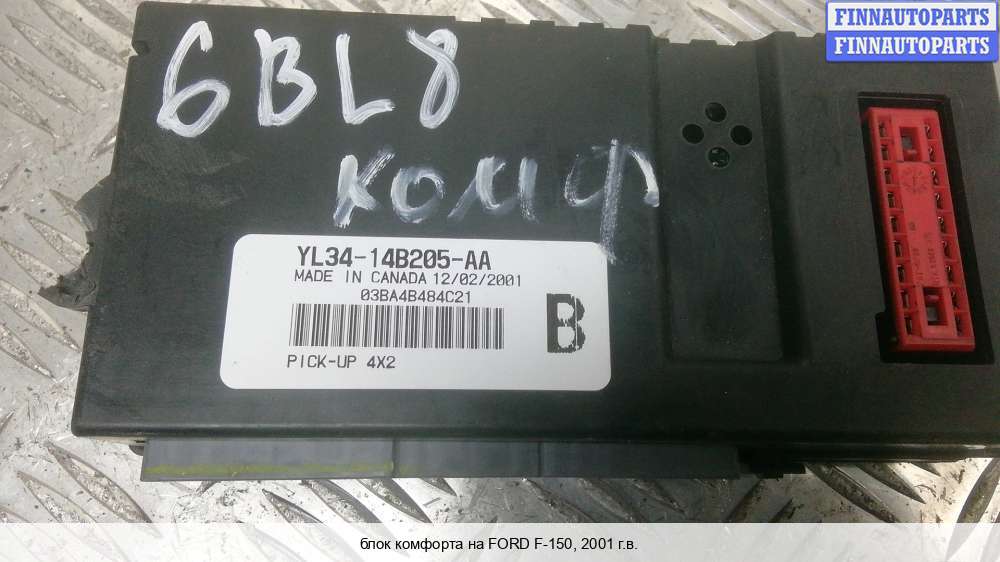 FINNAUTOPARTS
FINNAUTOPARTS
6BL8
комф
YL34-14B205-AA
MADE IN CANADA 12/02/2001
03BA4B484C21
B
PICK-UP 4X2
блок комфорта на FORD F-150, 2001 г.в.